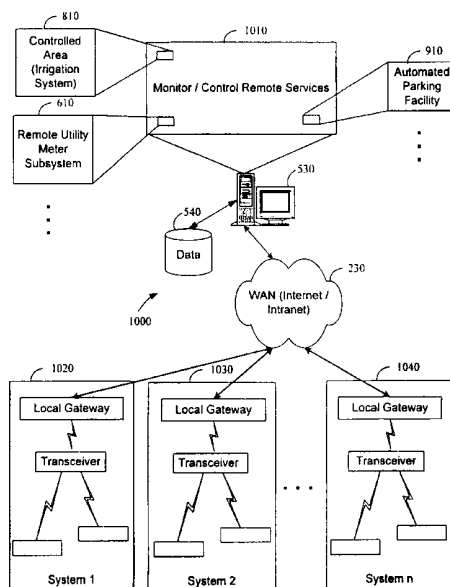 810
1010
Controlled
Area
(Irrigation
System)
Monitor / Control Remote Services
910
Automated
Parking
Facility
610
Remote Utility
Meter
Subsystem
530
540
Data
230
WAN (Internet /
Intranet)
1000
1020
1030
1040
Local Gateway
Local Gateway
Local Gateway
Transceiver
Transceiver
Transceiver
System 1
System 2
System n